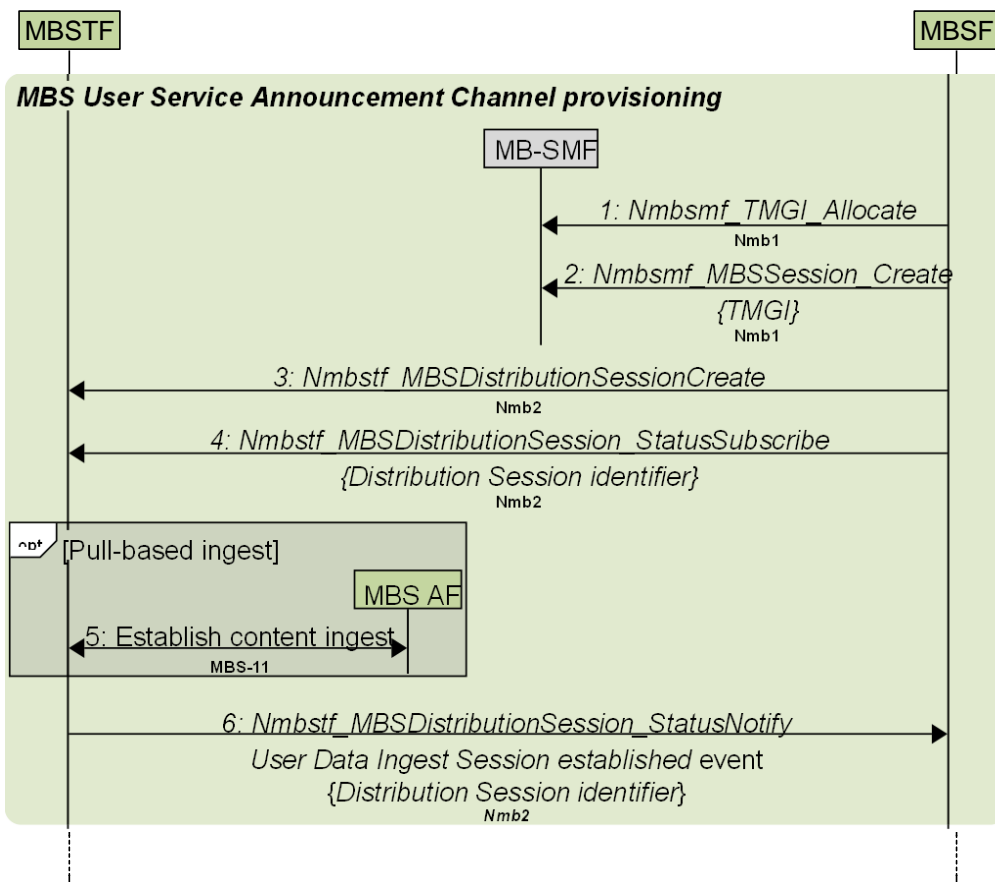 MBSTF
MBSF
MBS User Service Announcement Channel provisioning
MB-SMF
1: Nmbsmf_TMGI_Allocate
Nmb1
2: Nmbsmf_MBSSession_Create
{TMGI}
Nmb1
3: Nmbstf_MBSDistributionSessionCreate
Nmb2
4: Nmbstf_MBSDistributionSession_StatusSubscribe
{Distribution Session identifier}
Nmb2
opt
[Pull-based ingest]
MBS AF
5: Establish content ingest
MBS-11
6: Nmbstf_MBSDistributionSession_StatusNotify
User Data Ingest Session established event
{Distribution Session identifier}
Nmb2